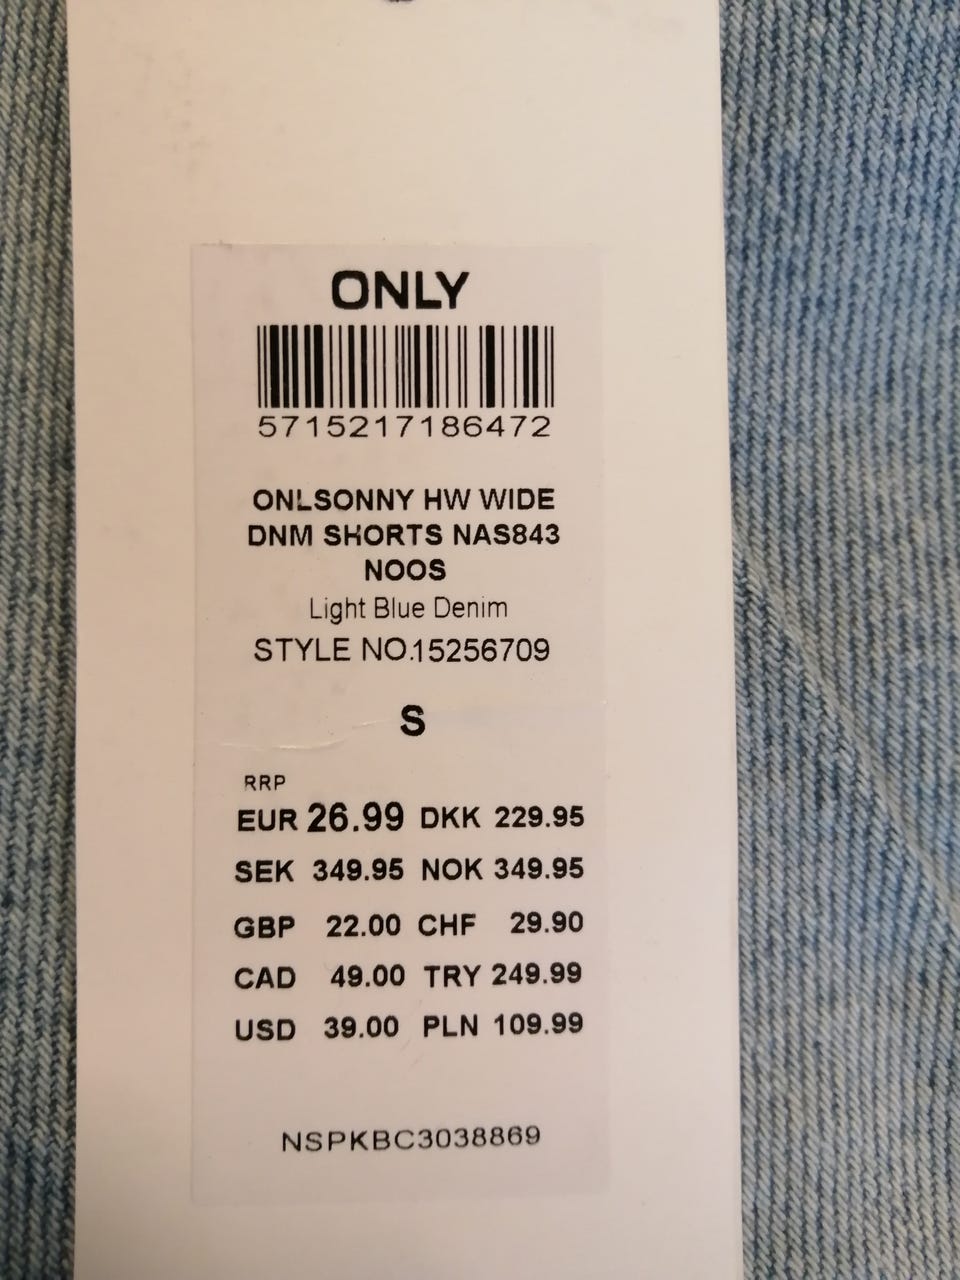 ONLY
5715217186472
ONLSONNY HW WIDE
DNM SHORTS NAS843
NOOS
Light Blue Denim
STYLE NO.15256709
S
RRP
EUR 26.99 DKK 229.95
SEK 349.95 NOK 349.95
GBP 22.00 CHF 29.90
CAD 49.00 TRY 249.99
USD 39.00 PLN 109.99
NSPKBC3038869